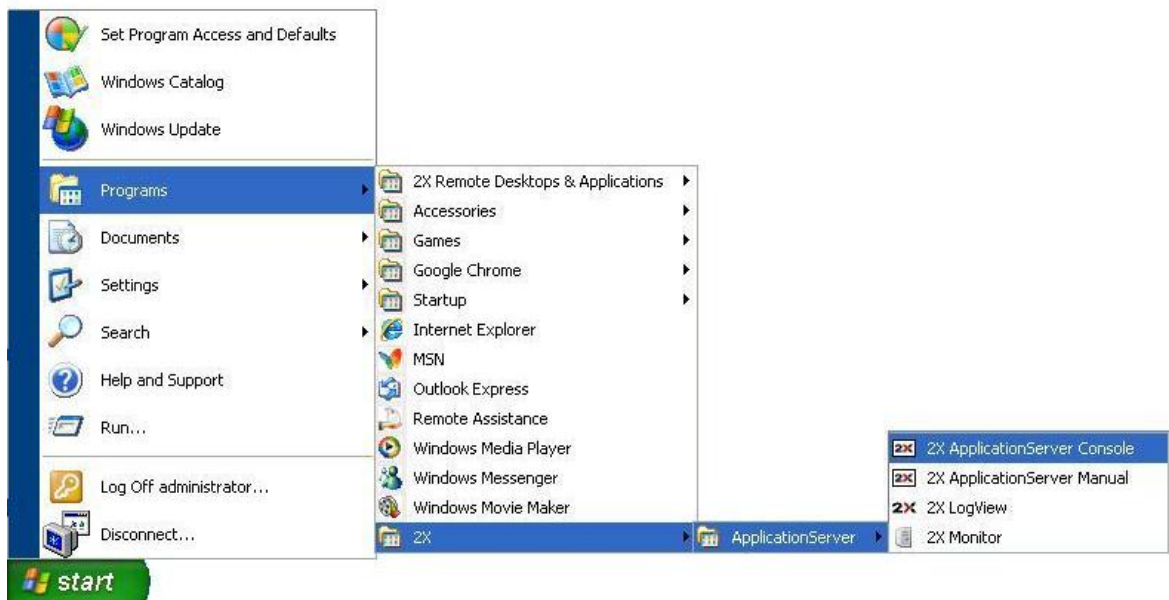 Set Program Access and Defaults
Windows Catalog
Windows Update
Programs
Documents
Settings
Search
Help and Support
Run...
Log Off administrator...
Disconnect...
start
2X Remote Desktops & Applications
Accessories
Games
Google Chrome
Startup
Internet Explorer
MSN
Outlook Express
Remote Assistance
Windows Media Player
Windows Messenger
Windows Movie Maker
2X
ApplicationServer
2X 2X ApplicationServer Console
2X 2X ApplicationServer Manual
2X 2X LogView
2X Monitor